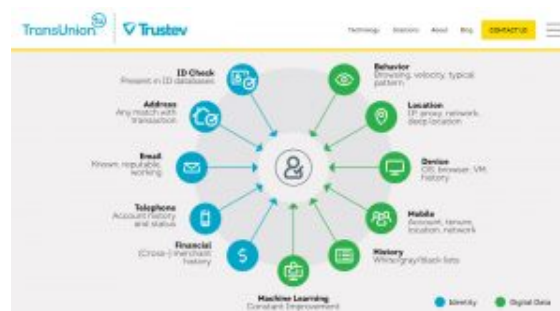 TransUnion
Trustev
Technology Solutions About Blog CONTACT US
ID Check
Present in ID databases
Address
Any match with
transaction
Email
Known, reputable,
working
Telephone
Account history
and status
Financial
(Cross-) merchant
history
Machine Learning
Constant Improvement
Behavior
Browsing, velocity, typical
pattern
Location
IP, proxy, network,
deep location
Device
OS, browser, VM,
history
Mobile
Account, tenure,
location, network
History
White/gray/black lists
Identity
Digital Data